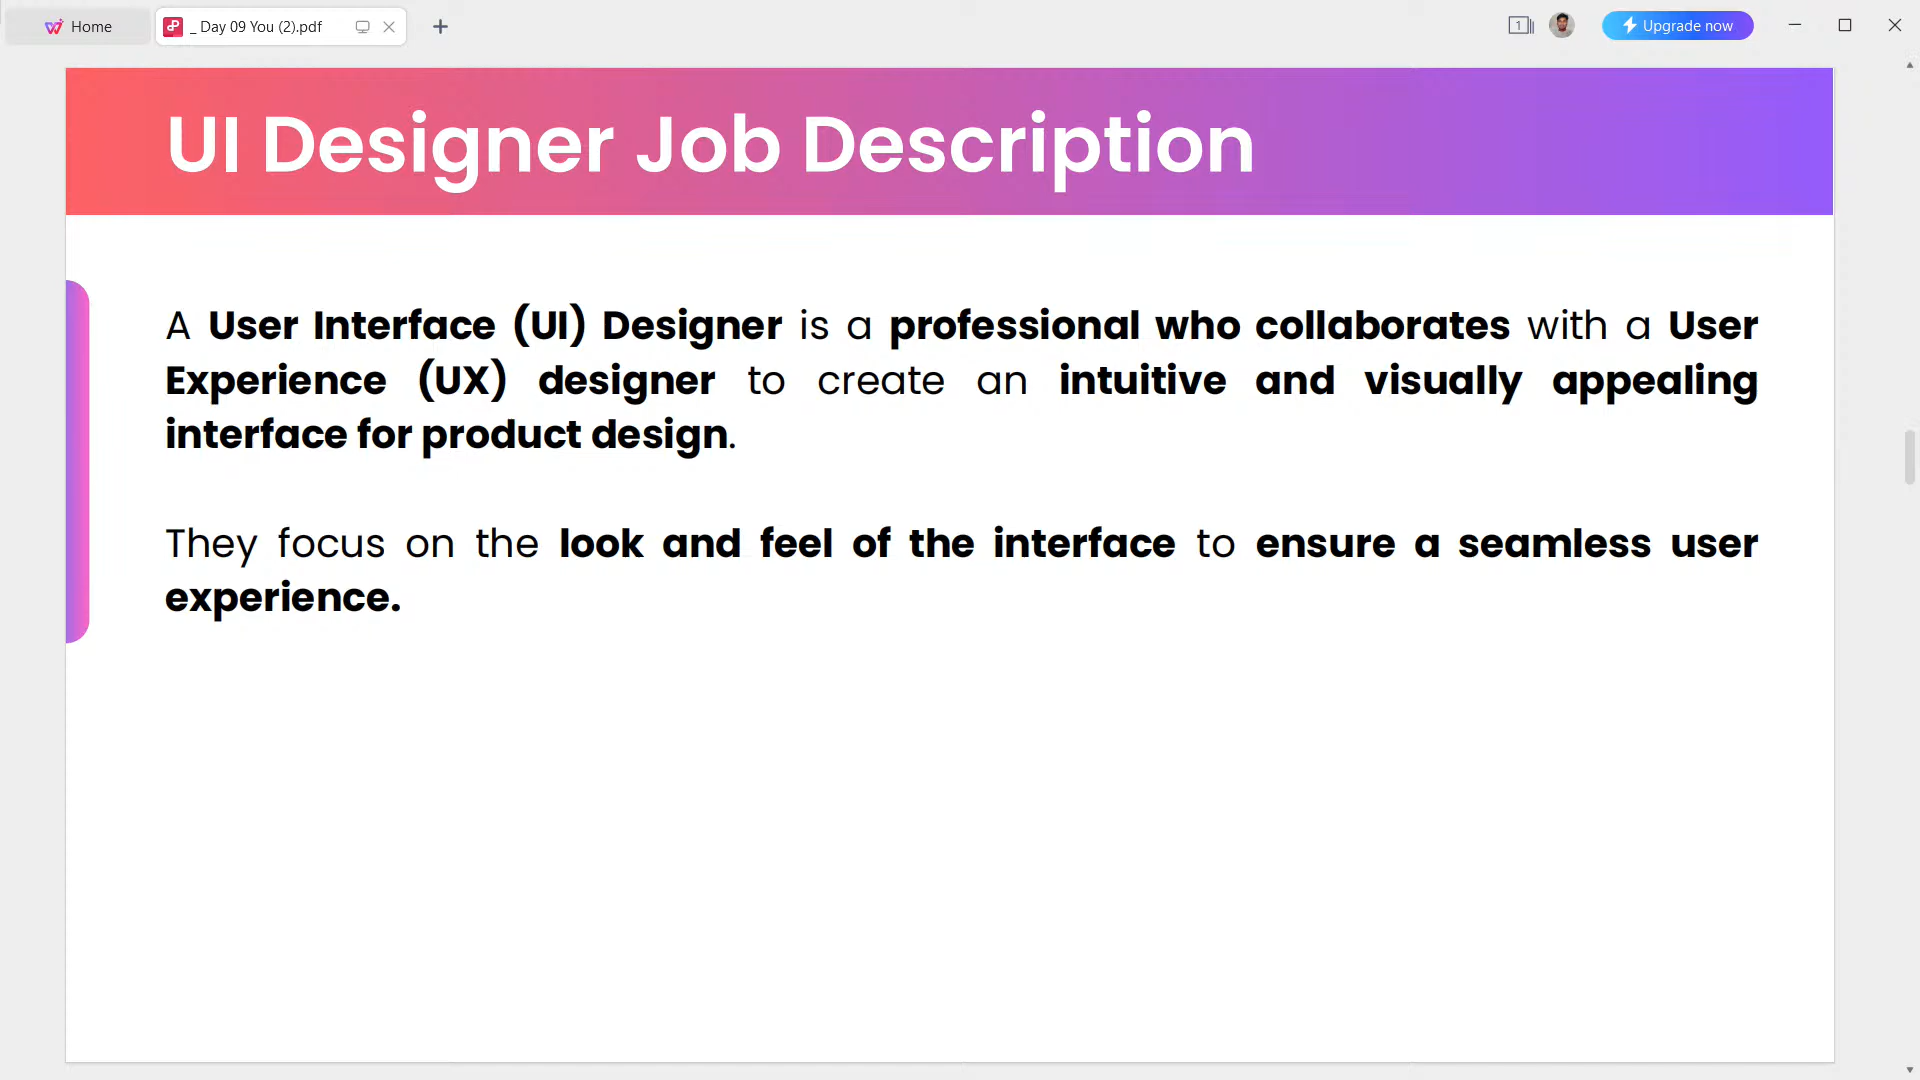 Home
_ Day 09 You (2).pdf
1
Upgrade now
UI Designer Job Description
A User Interface (UI) Designer is a professional who collaborates with a User
Experience (UX) designer to create an intuitive and visually appealing
interface for product design.
They focus on the look and feel of the interface to ensure a seamless user
experience.